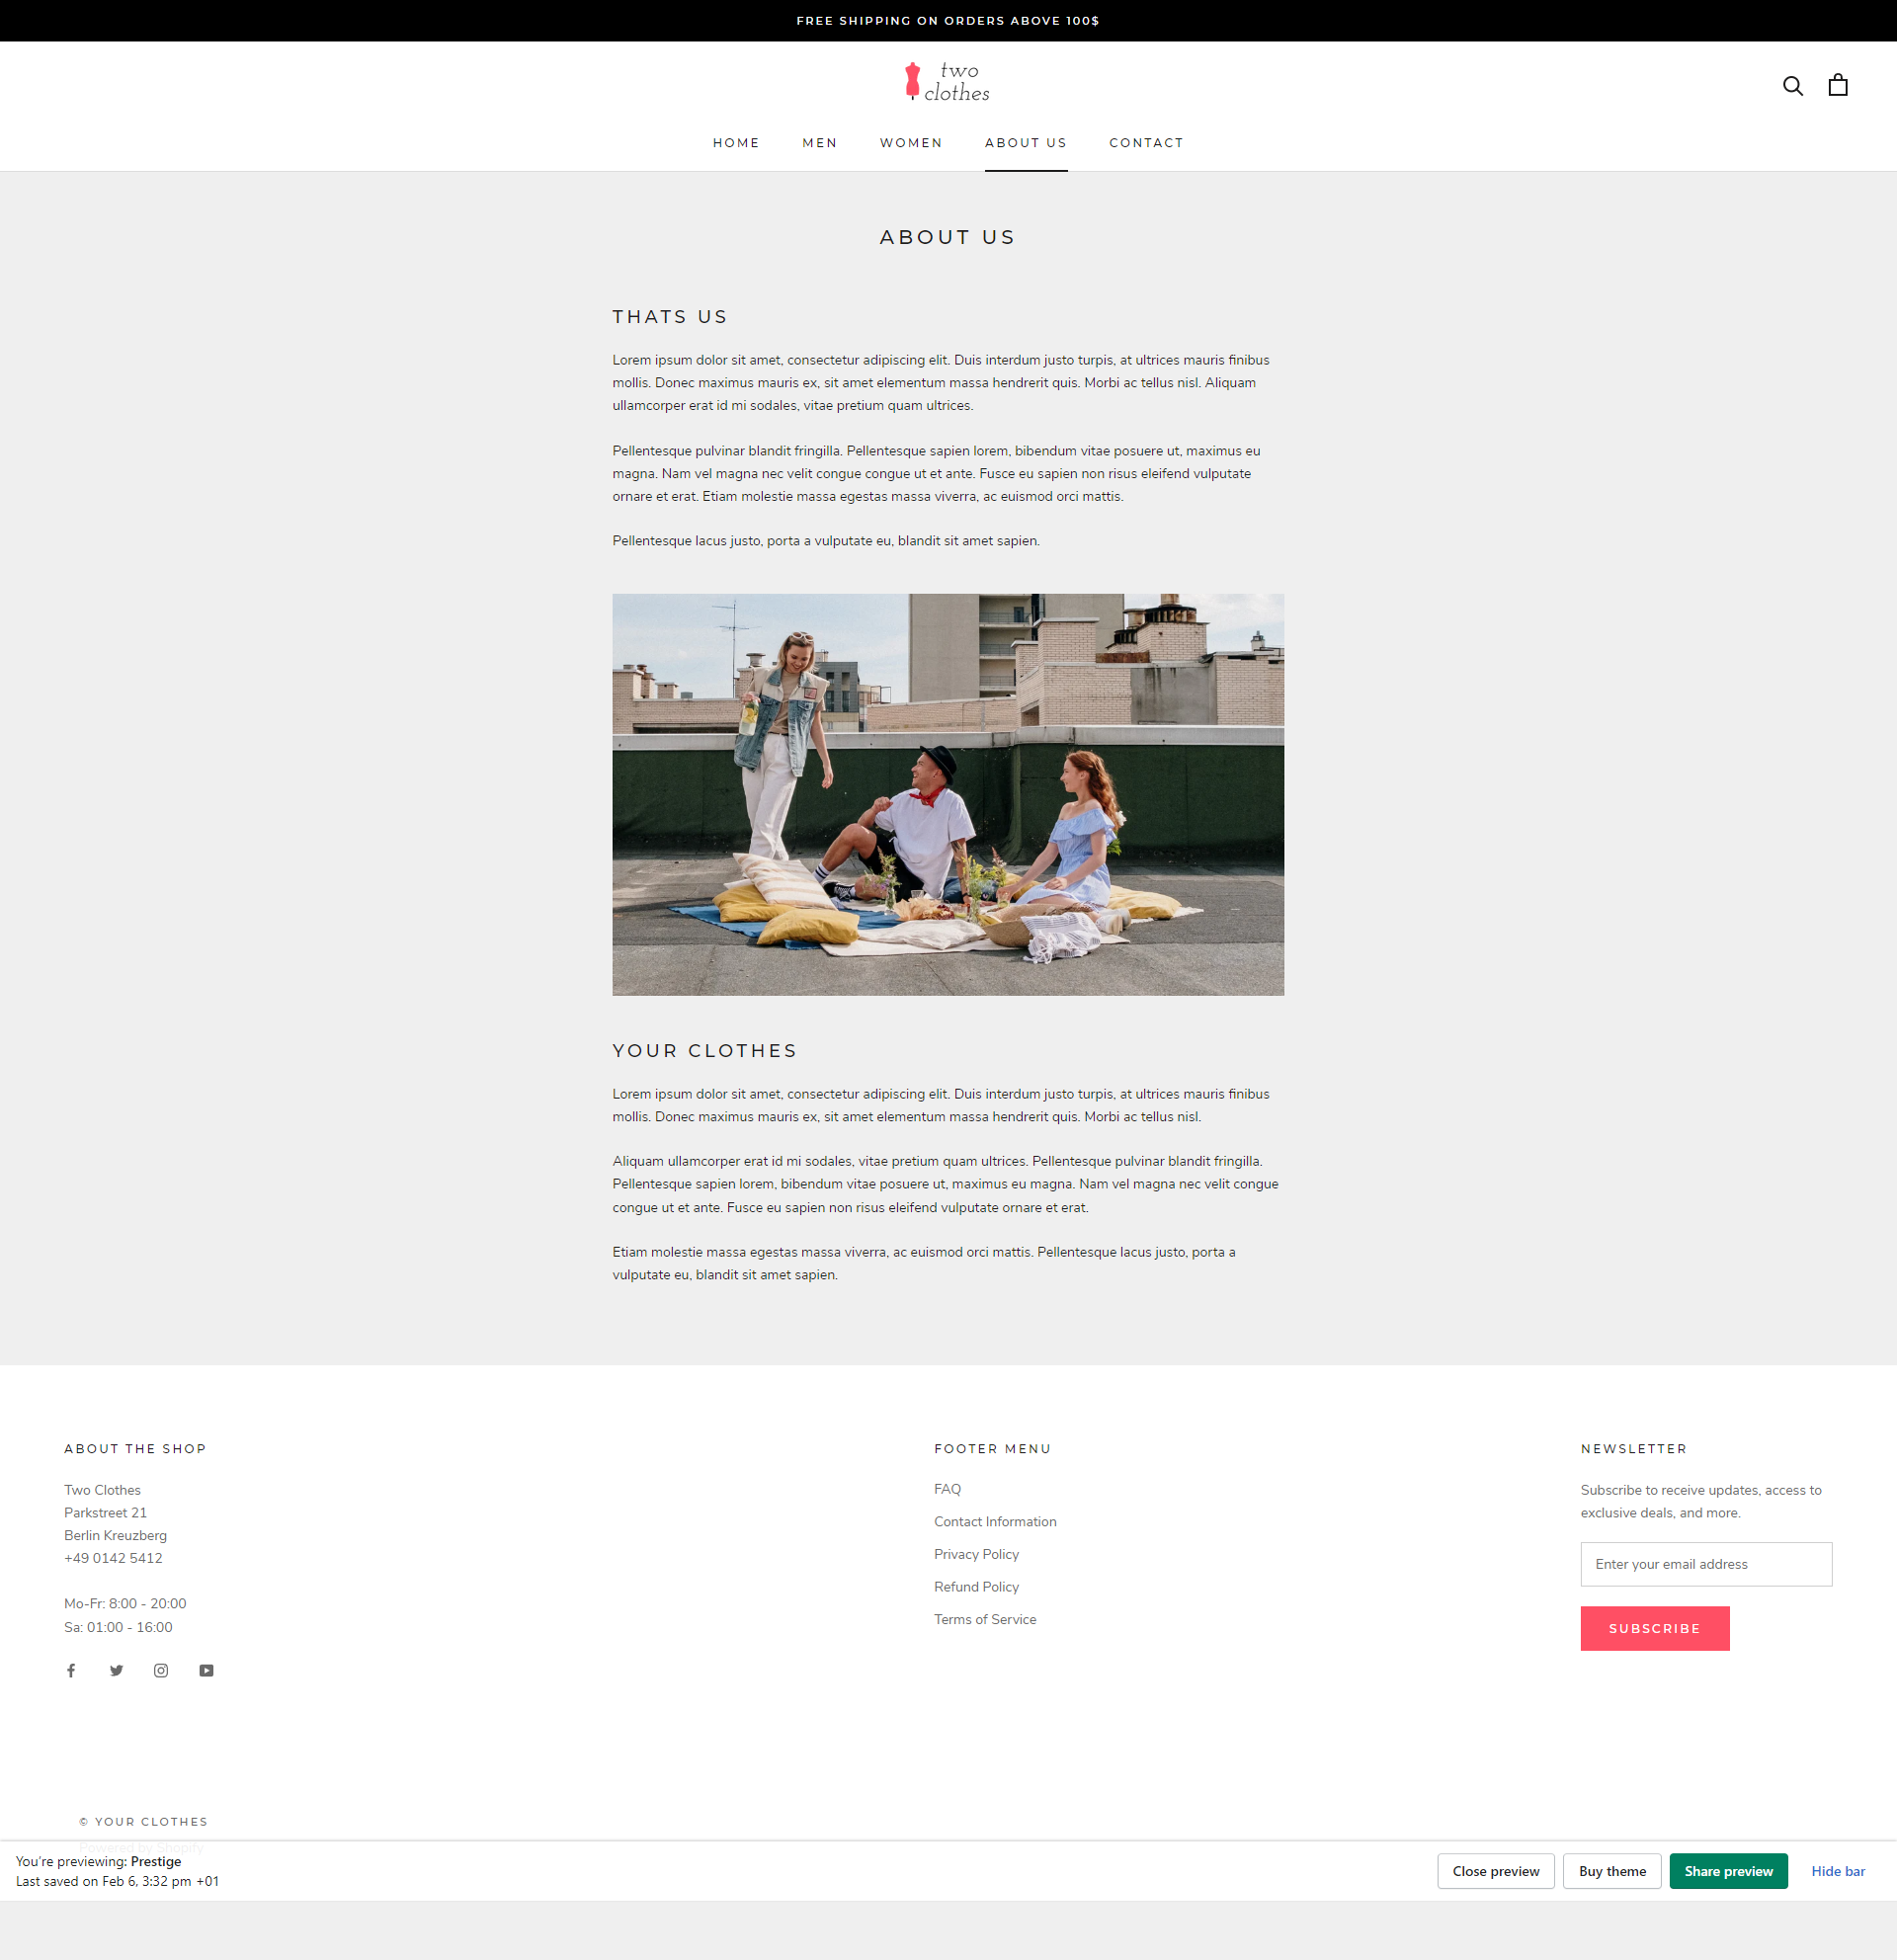 FREE SHIPPING ON ORDERS ABOVE 100$
two
clothes
HOME MEN WOMEN ABOUT US CONTACT
ABOUT US
THATS US
Lorem ipsum dolor sit amet, consectetur adipiscing elit. Duis interdum justo turpis, at ultrices mauris finibus
mollis. Donec maximus mauris ex, sit amet elementum massa hendrerit quis. Morbi ac tellus nisl. Aliquam
ullamcorper erat id mi sodales, vitae pretium quam ultrices.
Pellentesque pulvinar blandit fringilla. Pellentesque sapien lorem, bibendum vitae posuere ut, maximus eu
magna. Nam vel magna nec velit congue congue ut et ante. Fusce eu sapien non risus eleifend vulputate
ornare et erat. Etiam molestie massa egestas massa viverra, ac euismod orci mattis.
Pellentesque lacus justo, porta a vulputate eu, blandit sit amet sapien.
YOUR CLOTHES
Lorem ipsum dolor sit amet, consectetur adipiscing elit. Duis interdum justo turpis, at ultrices mauris finibus
mollis. Donec maximus mauris ex, sit amet elementum massa hendrerit quis. Morbi ac tellus nisl.
Aliquam ullamcorper erat id mi sodales, vitae pretium quam ultrices. Pellentesque pulvinar blandit fringilla.
Pellentesque sapien lorem, bibendum vitae posuere ut, maximus eu magna. Nam vel magna nec velit congue
congue ut et ante. Fusce eu sapien non risus eleifend vulputate ornare et erat.
Etiam molestie massa egestas massa viverra, ac euismod orci mattis. Pellentesque lacus justo, porta a
vulputate eu, blandit sit amet sapien.
ABOUT THE SHOP
Two Clothes
Parkstreet 21
Berlin Kreuzberg
+49 0142 5412
Mo-Fr: 8:00 - 20:00
Sa: 01:00 - 16:00
FOOTER MENU
FAQ
Contact Information
Privacy Policy
Refund Policy
Terms of Service
NEWSLETTER
Subscribe to receive updates, access to
exclusive deals, and more.
Enter your email address
SUBSCRIBE
© YOUR CLOTHES
Powered by Shopify
You're previewing: Prestige
Last saved on Feb 6, 3:32 pm +01
Close preview Buy theme Share preview Hide bar